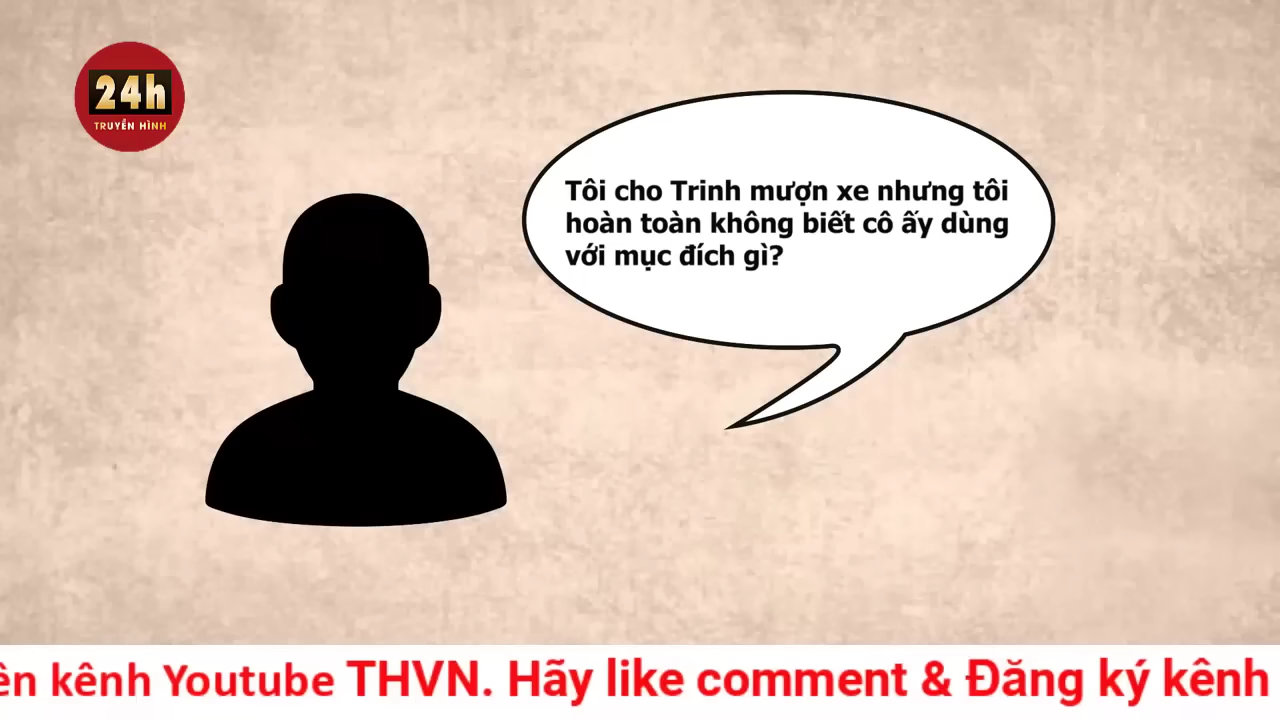 24h
TRUYỀN HÌNH
Tôi cho Trinh mượn xe nhưng tôi
hoàn toàn không biết cô ấy dùng
với mục đích gì?
ên kênh Youtube THVN. Hãy like comment & Đăng ký kênh